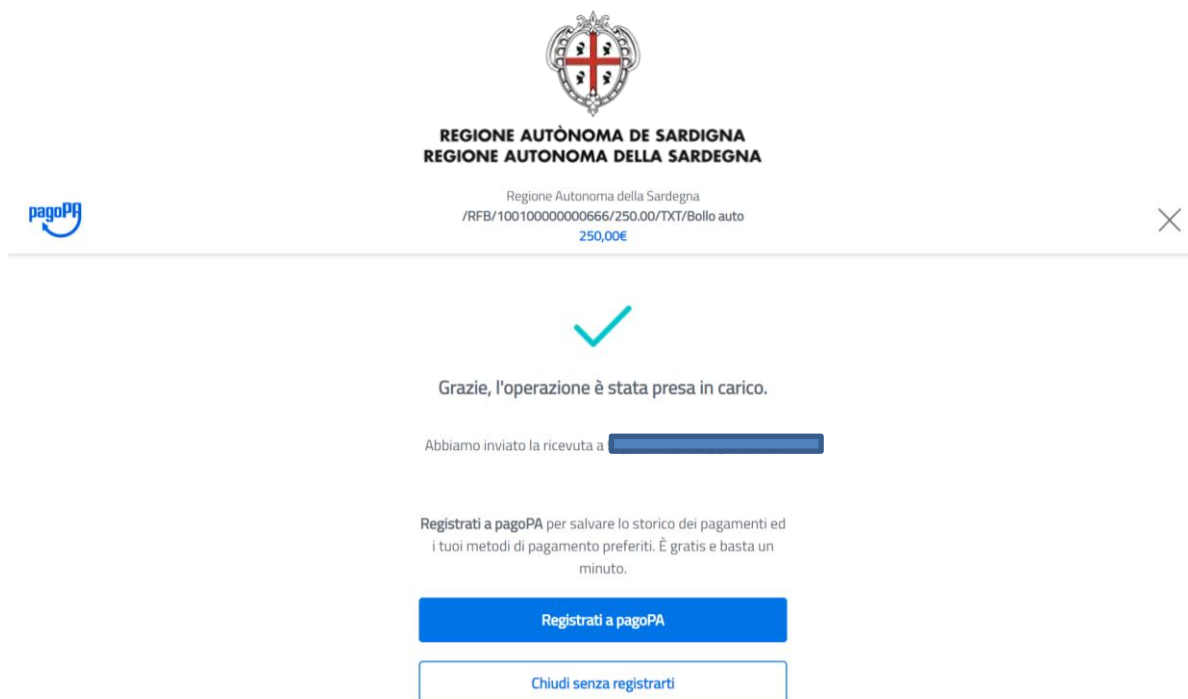 REGIONE AUTÒNOMA DE SARDIGNA
REGIONE AUTONOMA DELLA SARDEGNA
pagoPA
Regione Autonoma della Sardegna
/RFB/100100000000666/250.00/TXT/Bollo auto
250,00€
Grazie, l'operazione è stata presa in carico.
Abbiamo inviato la ricevuta a
Registrati a pagoPA per salvare lo storico dei pagamenti ed
i tuoi metodi di pagamento preferiti. È gratis e basta un
minuto.
Registrati a pagoPA
Chiudi senza registrarti